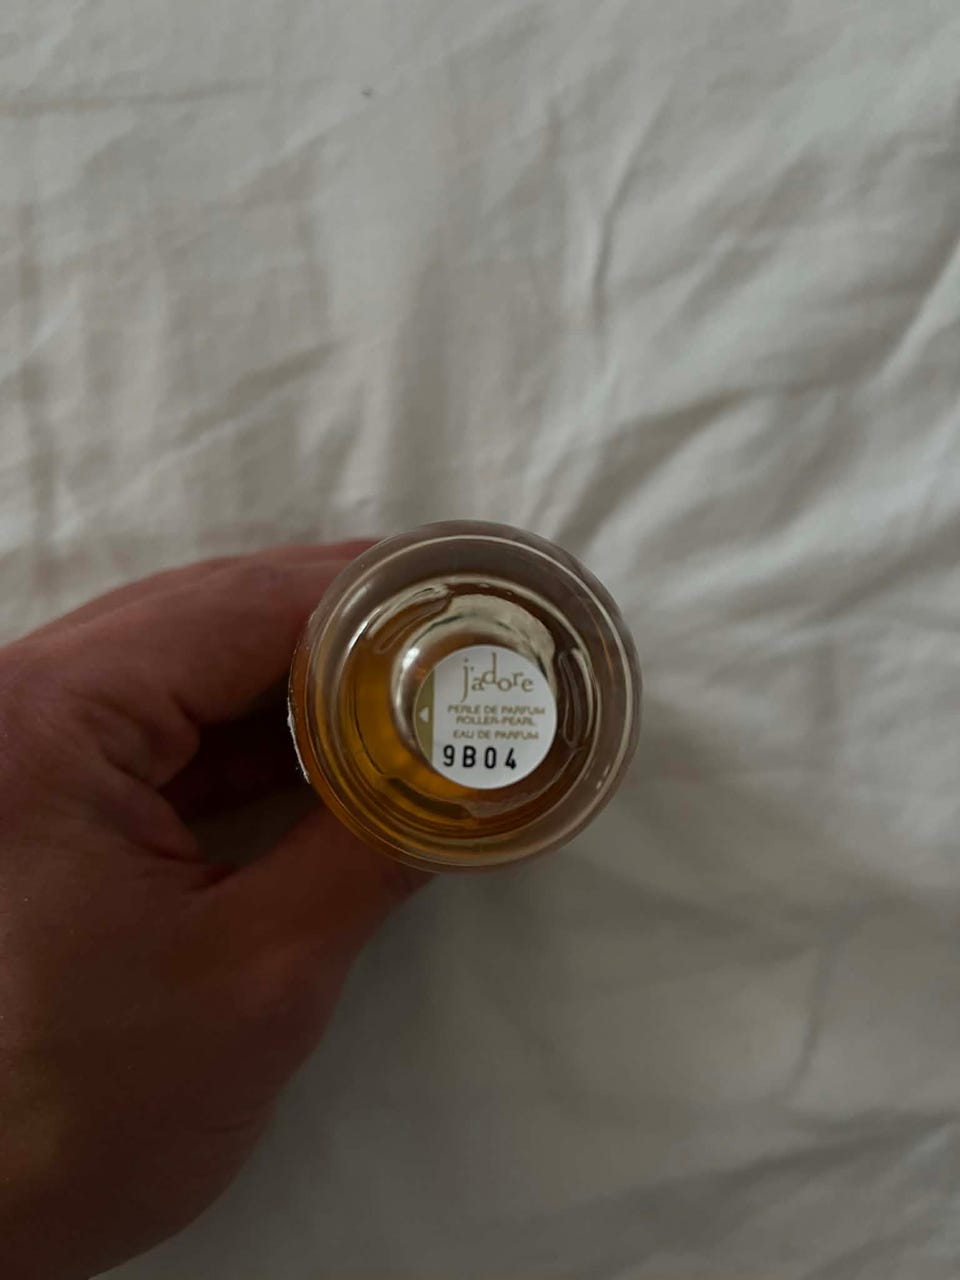 j'adore
PERLE DE PARFUM
ROLLER-PEARL
EAU DE PARFUM
9B04